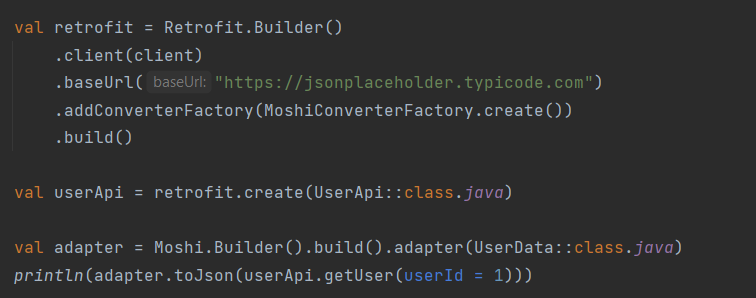 val retrofit = Retrofit.Builder()
.client(client)
.baseUrl( baseUrl: "https://jsonplaceholder.typicode.com")
.addConverterFactory(MoshiConverterFactory.create())
.build()
val userApi = retrofit.create(UserApi::class.java)
val adapter = Moshi.Builder().build().adapter(UserData::class.java)
println(adapter.toJson(userApi.getUser(userId = 1)))